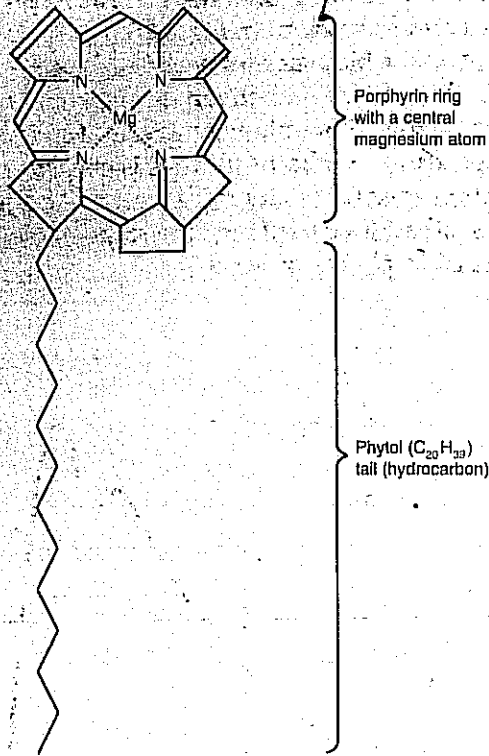 N
N
Mg
N
N
Porphyrin ring
with a central
magnesium atom
Phytol (C₂₀H₃₉)
tail (hydrocarbon)